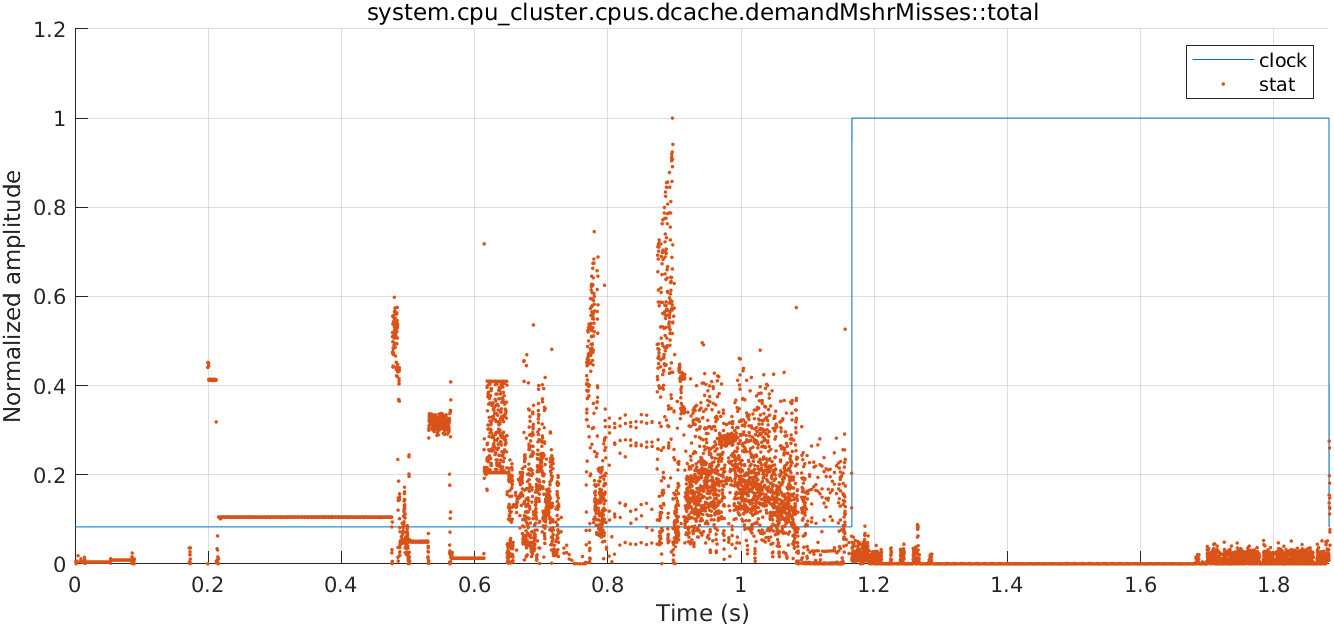 system.cpu_cluster.cpus.dcache.demandMshrMisses::total
1.2
1
0.8
0.6
0.4
0.2
0
Normalized amplitude
clock
stat
0 0.2 0.4 0.6 0.8 1 1.2 1.4 1.6 1.8
Time (s)